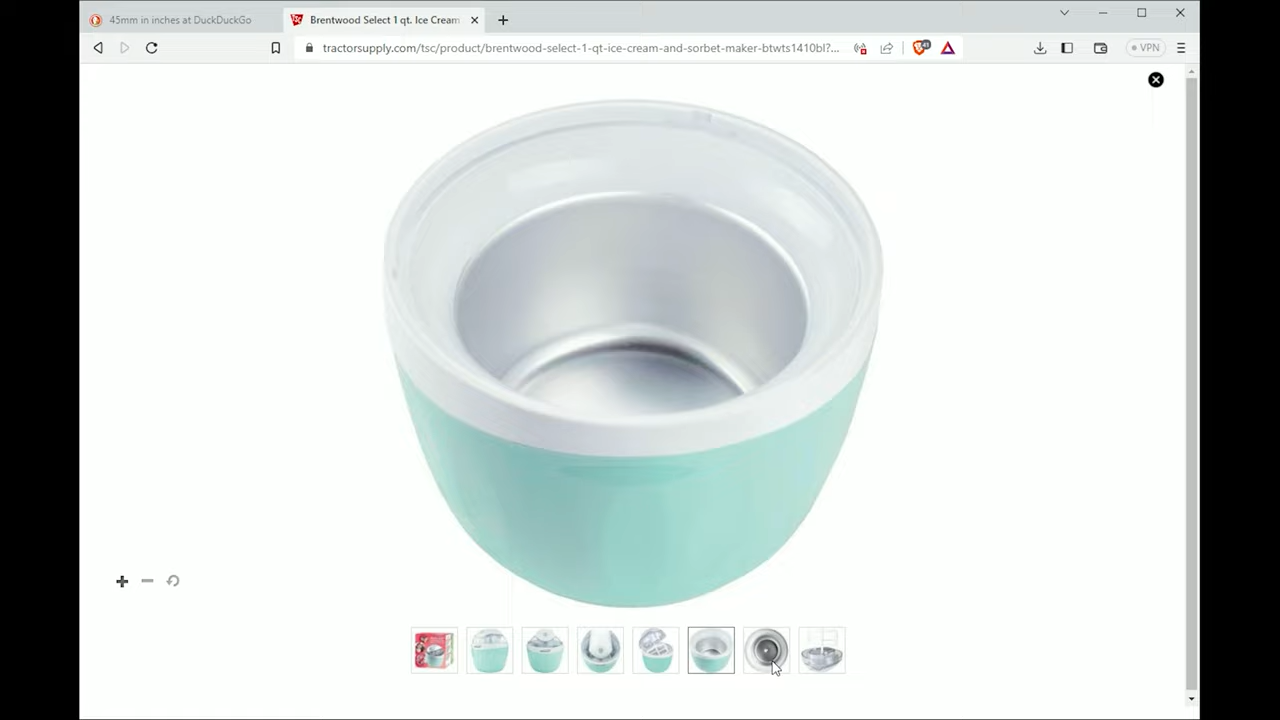 45mm in inches at DuckDuckGo
Brentwood Select 1 qt. Ice Cream
tractorsupply.com/tsc/product/brentwood-select-1-qt-ice-cream-and-sorbet-maker-btwts1410bl?...
VPN